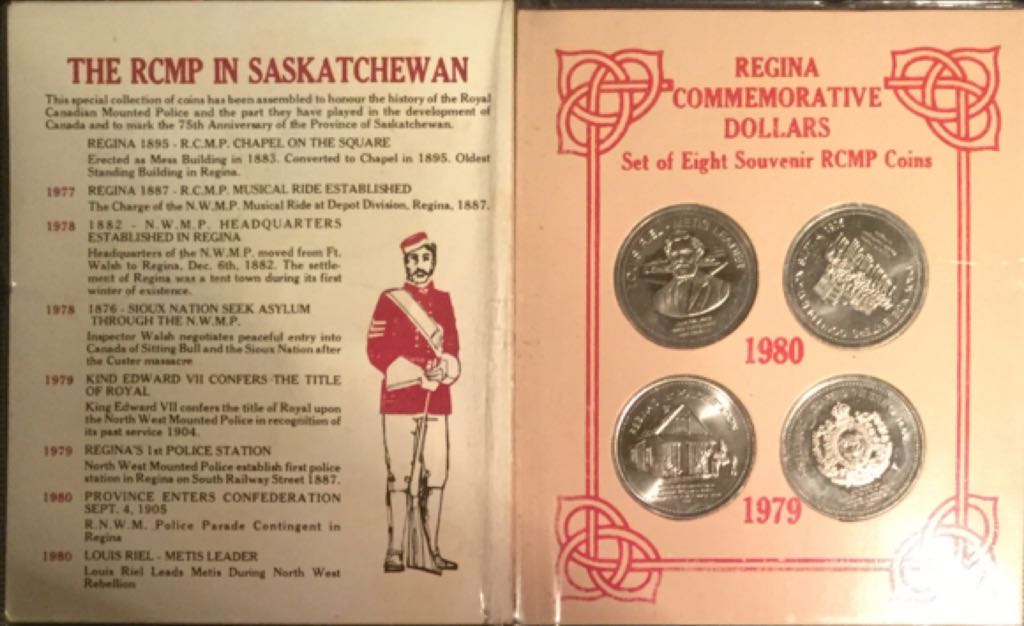 THE RCMP IN SASKATCHEWAN
This special collection of coins has been assembled to honour the history of the Royal
Canadian Mounted Police and the part they have played in the development of
Canada and to mark the 75th Anniversary of the Province of Saskatchewan.
REGINA 1895 - R.C.M.P. CHAPEL ON THE SQUARE
Erected as Mess Building in 1883. Converted to Chapel in 1895. Oldest
Standing Building in Regina.
1977 REGINA 1887 - R.C.M.P. MUSICAL RIDE ESTABLISHED
The Charge of the N.W.M.P. Musical Ride at Depot Division, Regina, 1887.
1978 1882 - N.W.M.P. HEADQUARTERS
ESTABLISHED IN REGINA
Headquarters of the N.W.M.P. moved from Ft.
Walsh to Regina, Dec. 6th, 1882. The settle-
ment of Regina was a tent town during its first
winter of existence.
1978 1876 - SIOUX NATION SEEK ASYLUM
THROUGH THE N.W.M.P.
Inspector Walsh negotiates peaceful entry into
Canada of Sitting Bull and the Sioux Nation after
the Custer massacre
1979 KIND EDWARD VII CONFERS THE TITLE
OF ROYAL
King Edward VII confers the title of Royal upon
the North West Mounted Police in recognition of
its past service 1904.
1979 REGINA'S 1st POLICE STATION
North West Mounted Police establish first police
station in Regina on South Railway Street 1887.
1980 PROVINCE ENTERS CONFEDERATION
SEPT. 4, 1905
R.N.W.M. Police Parade Contingent in
Regina
1980 LOUIS RIEL - METIS LEADER
Louis Riel Leads Metis During North West
Rebellion
REGINA
COMMEMORATIVE
DOLLARS
Set of Eight Souvenir RCMP Coins
1980
1979